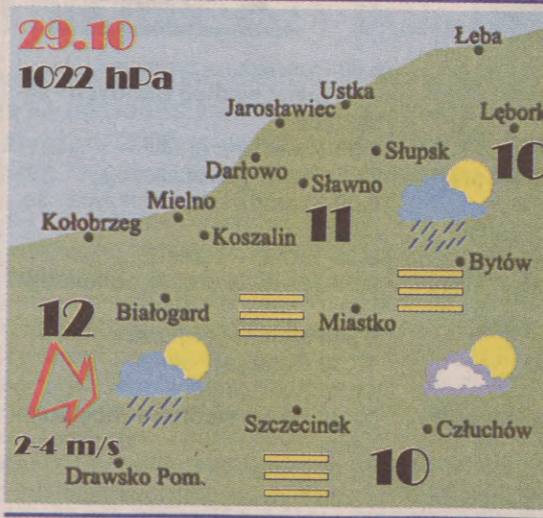 29.10
1022 hPa
Łeba
Ustka
Jarosławiec
Lębork
Słupsk
10
Darłowo
Sławno
Mielno
11
Kołobrzeg
Koszalin
Bytów
12
Białogard
Miastko
2-4 m/s
Szczecinek
Człuchów
10
Drawsko Pom.